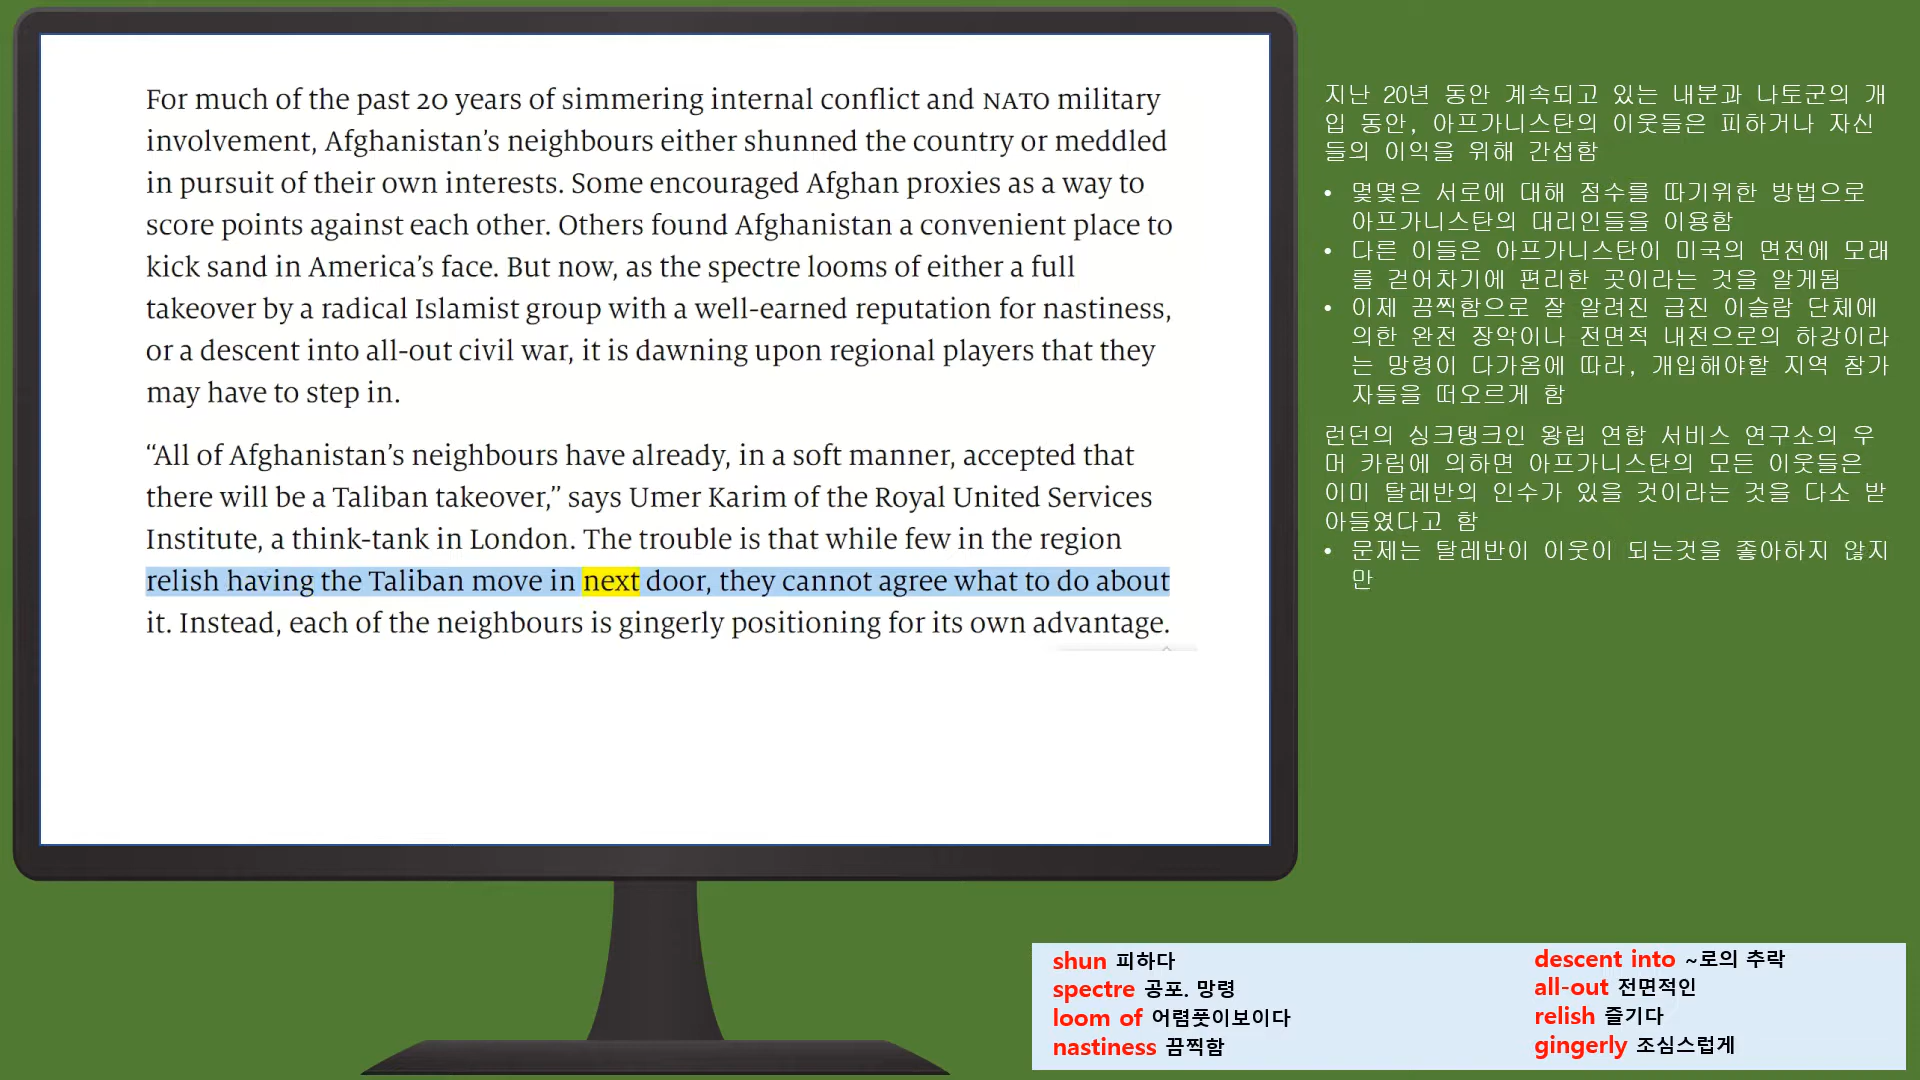 For much of the past 20 years of simmering internal conflict and NATO military
involvement, Afghanistan’s neighbours either shunned the country or meddled
in pursuit of their own interests. Some encouraged Afghan proxies as a way to
score points against each other. Others found Afghanistan a convenient place to
kick sand in America’s face. But now, as the spectre looms of either a full
takeover by a radical Islamist group with a well-earned reputation for nastiness,
or a descent into all-out civil war, it is dawning upon regional players that they
may have to step in.
“All of Afghanistan’s neighbours have already, in a soft manner, accepted that
there will be a Taliban takeover,” says Umer Karim of the Royal United Services
Institute, a think-tank in London. The trouble is that while few in the region
relish having the Taliban move in next door, they cannot agree what to do about
it. Instead, each of the neighbours is gingerly positioning for its own advantage.
지난 20년 동안 계속되고 있는 내분과 나토군의 개
입 동안, 아프가니스탄의 이웃들은 피하거나 자신
들의 이익을 위해 간섭함
• 몇몇은 서로에 대해 점수를 따기위한 방법으로
아프가니스탄의 대리인들을 이용함
• 다른 이들은 아프가니스탄이 미국의 면전에 모래
를 걷어차기에 편리한 곳이라는 것을 알게됨
• 이제 끔찍함으로 잘 알려진 급진 이슬람 단체에
의한 완전 장악이나 전면적 내전으로의 하강이라
는 망령이 다가옴에 따라, 개입해야할 지역 참가
자들을 떠오르게 함
런던의 싱크탱크인 왕립 연합 서비스 연구소의 우
머 카림에 의하면 아프가니스탄의 모든 이웃들은
이미 탈레반의 인수가 있을 것이라는 것을 다소 받
아들였다고 함
• 문제는 탈레반이 이웃이 되는것을 좋아하지 않지
만
shun 피하다
spectre 공포. 망령
loom of 어렴풋이보이다
nastiness 끔찍함
descent into ~로의 추락
all-out 전면적인
relish 즐기다
gingerly 조심스럽게